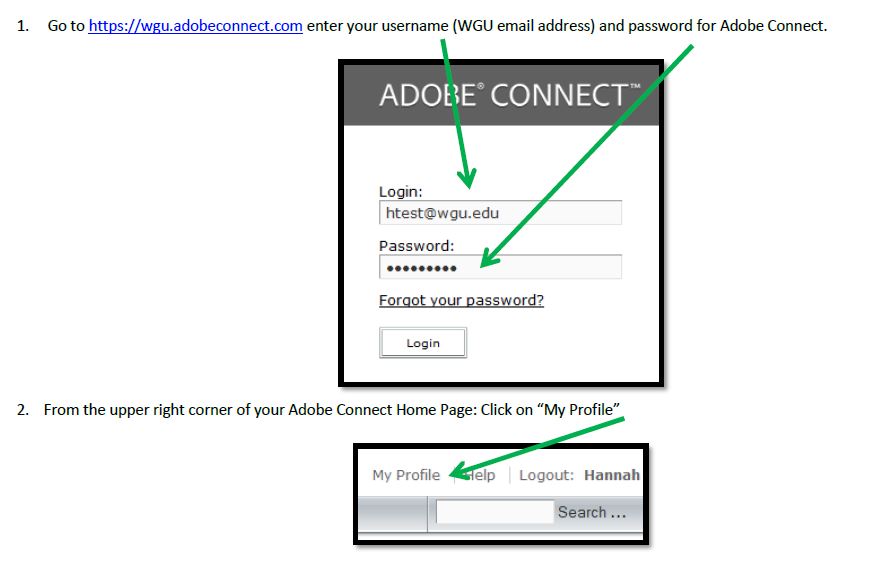 1. Go to https://wgu.adobeconnect.com enter your username (WGU email address) and password for Adobe Connect.
ADOBE® CONNECT™
Login:
htest@wgu.edu
Password:
•••••••••
Forgot your password?
Login
2. From the upper right corner of your Adobe Connect Home Page: Click on “My Profile”
My Profile | Help | Logout: Hannah
Search ...